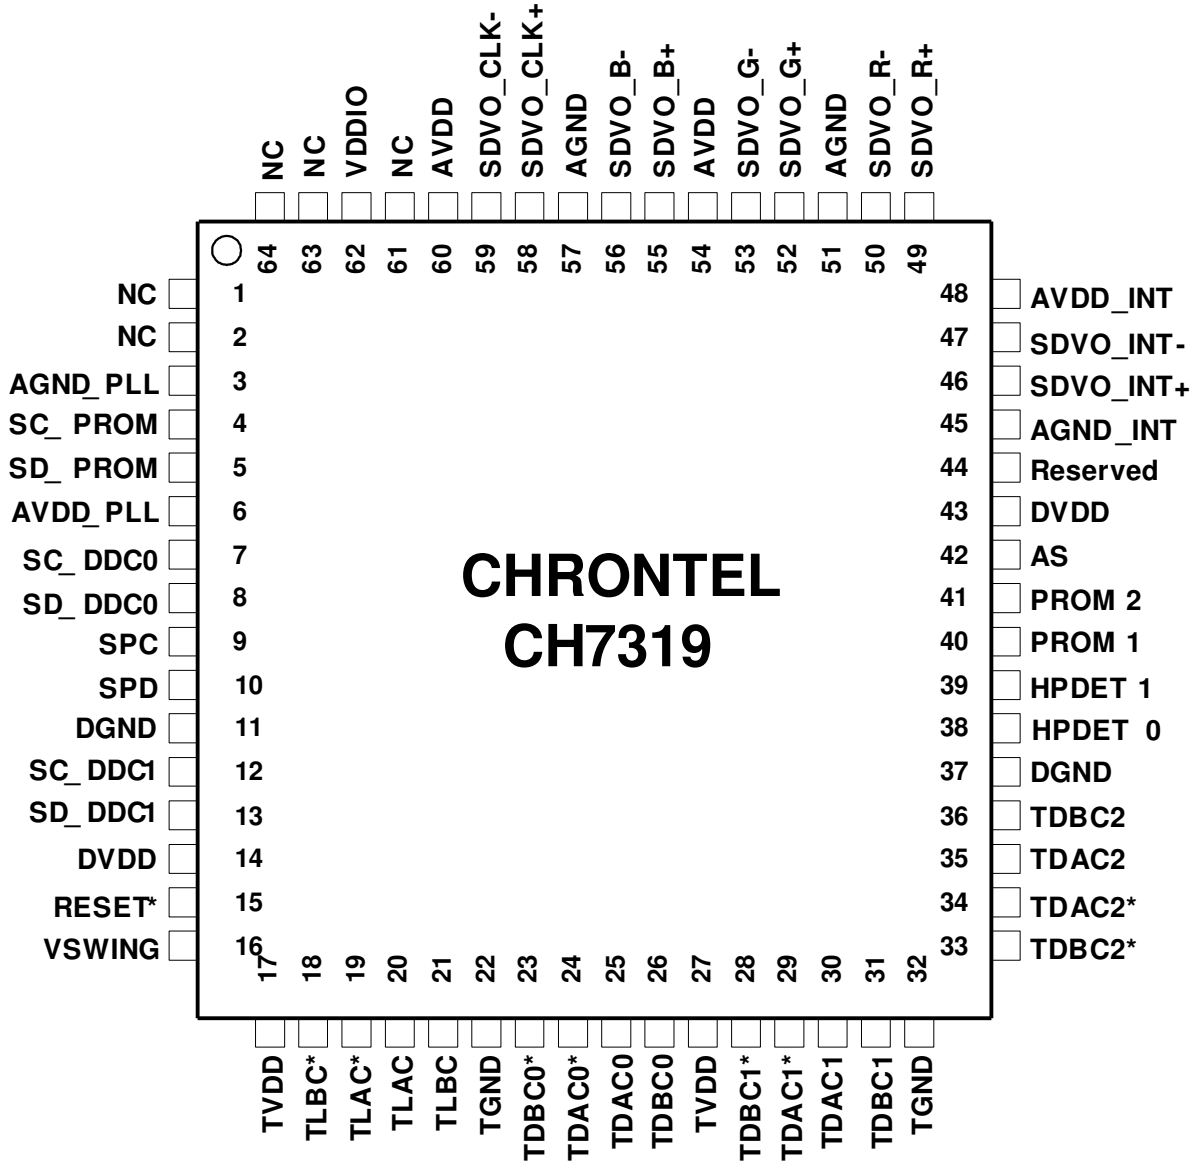 NC
NC
VDDIO
NC
AVDD
SDVO_CLK-
SDVO_CLK+
AGND
SDVO_B-
SDVO_B+
AVDD
SDVO_G-
SDVO_G+
AGND
SDVO_R-
SDVO_R+
64 63 62 61 60 59 58 57 56 55 54 53 52 51 50 49
NC 1 48 AVDD_INT
NC 2 47 SDVO_INT-
AGND_PLL 3 46 SDVO_INT+
SC_ PROM 4 45 AGND_INT
SD_ PROM 5 44 Reserved
AVDD_PLL 6 43 DVDD
SC_ DDC0 7 42 AS
SD_ DDC0 8 41 PROM 2
SPC 9 40 PROM 1
SPD 10 39 HPDET 1
DGND 11 38 HPDET 0
SC_ DDC1 12 37 DGND
SD_ DDC1 13 36 TDBC2
DVDD 14 35 TDAC2
RESET* 15 34 TDAC2*
VSWING 16 33 TDBC2*
CHRONTEL
CH7319
17 18 19 20 21 22 23 24 25 26 27 28 29 30 31 32
TVDD
TLBC*
TLAC*
TLAC
TLBC
TGND
TDBC0*
TDAC0*
TDAC0
TDBC0
TVDD
TDBC1*
TDAC1*
TDAC1
TDBC1
TGND